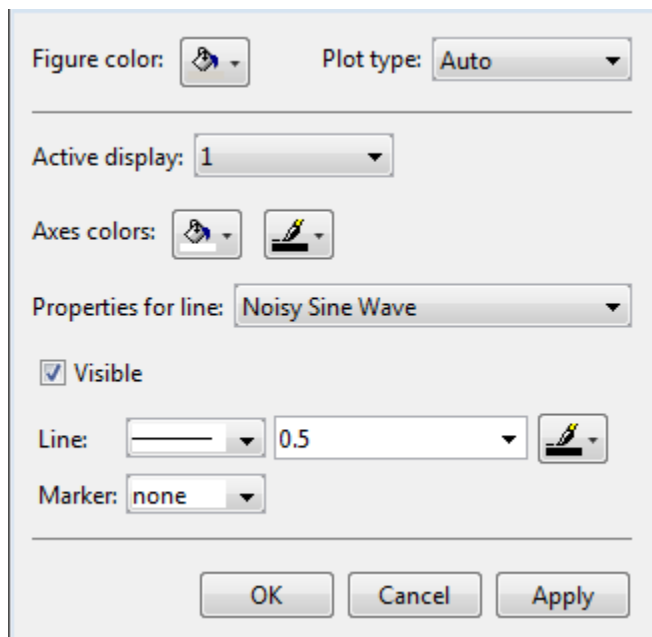 Figure color: Plot type: Auto
Active display: 1
Axes colors:
Properties for line: Noisy Sine Wave
Visible
Line: 0.5
Marker: none
OK Cancel Apply